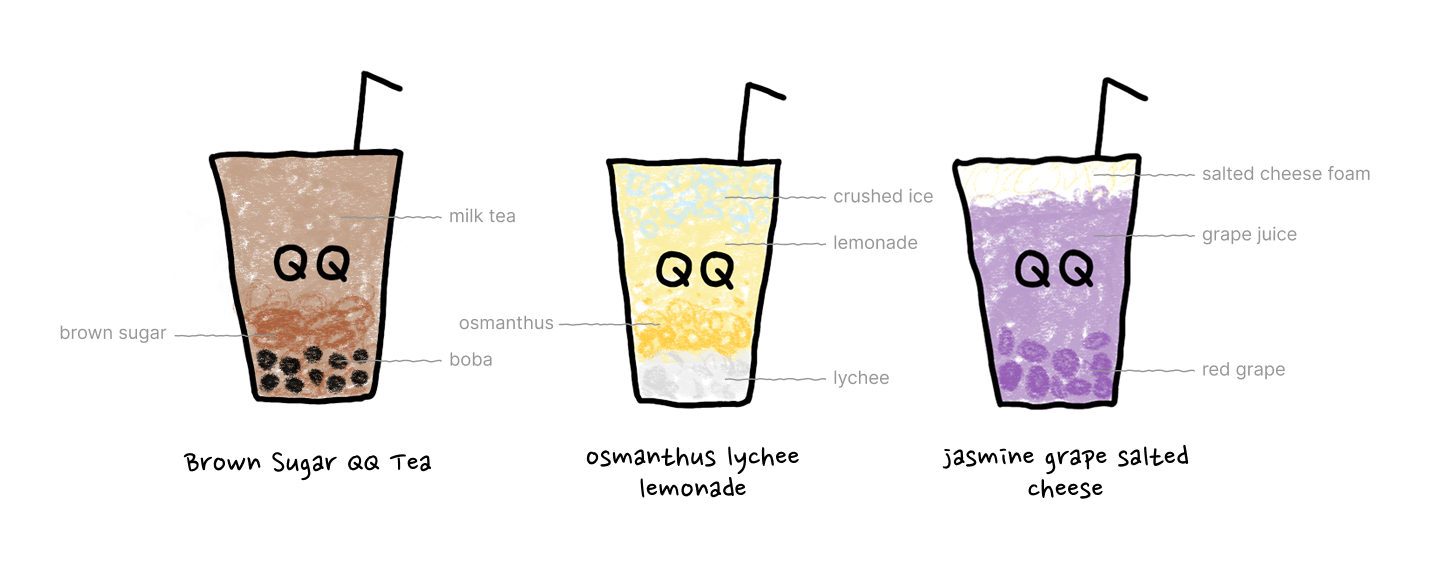 milk tea
QQ
brown sugar
boba
Brown Sugar QQ Tea
crushed ice
lemonade
QQ
osmanthus
lychee
osmanthus lychee
lemonade
salted cheese foam
grape juice
QQ
red grape
jasmine grape salted
cheese